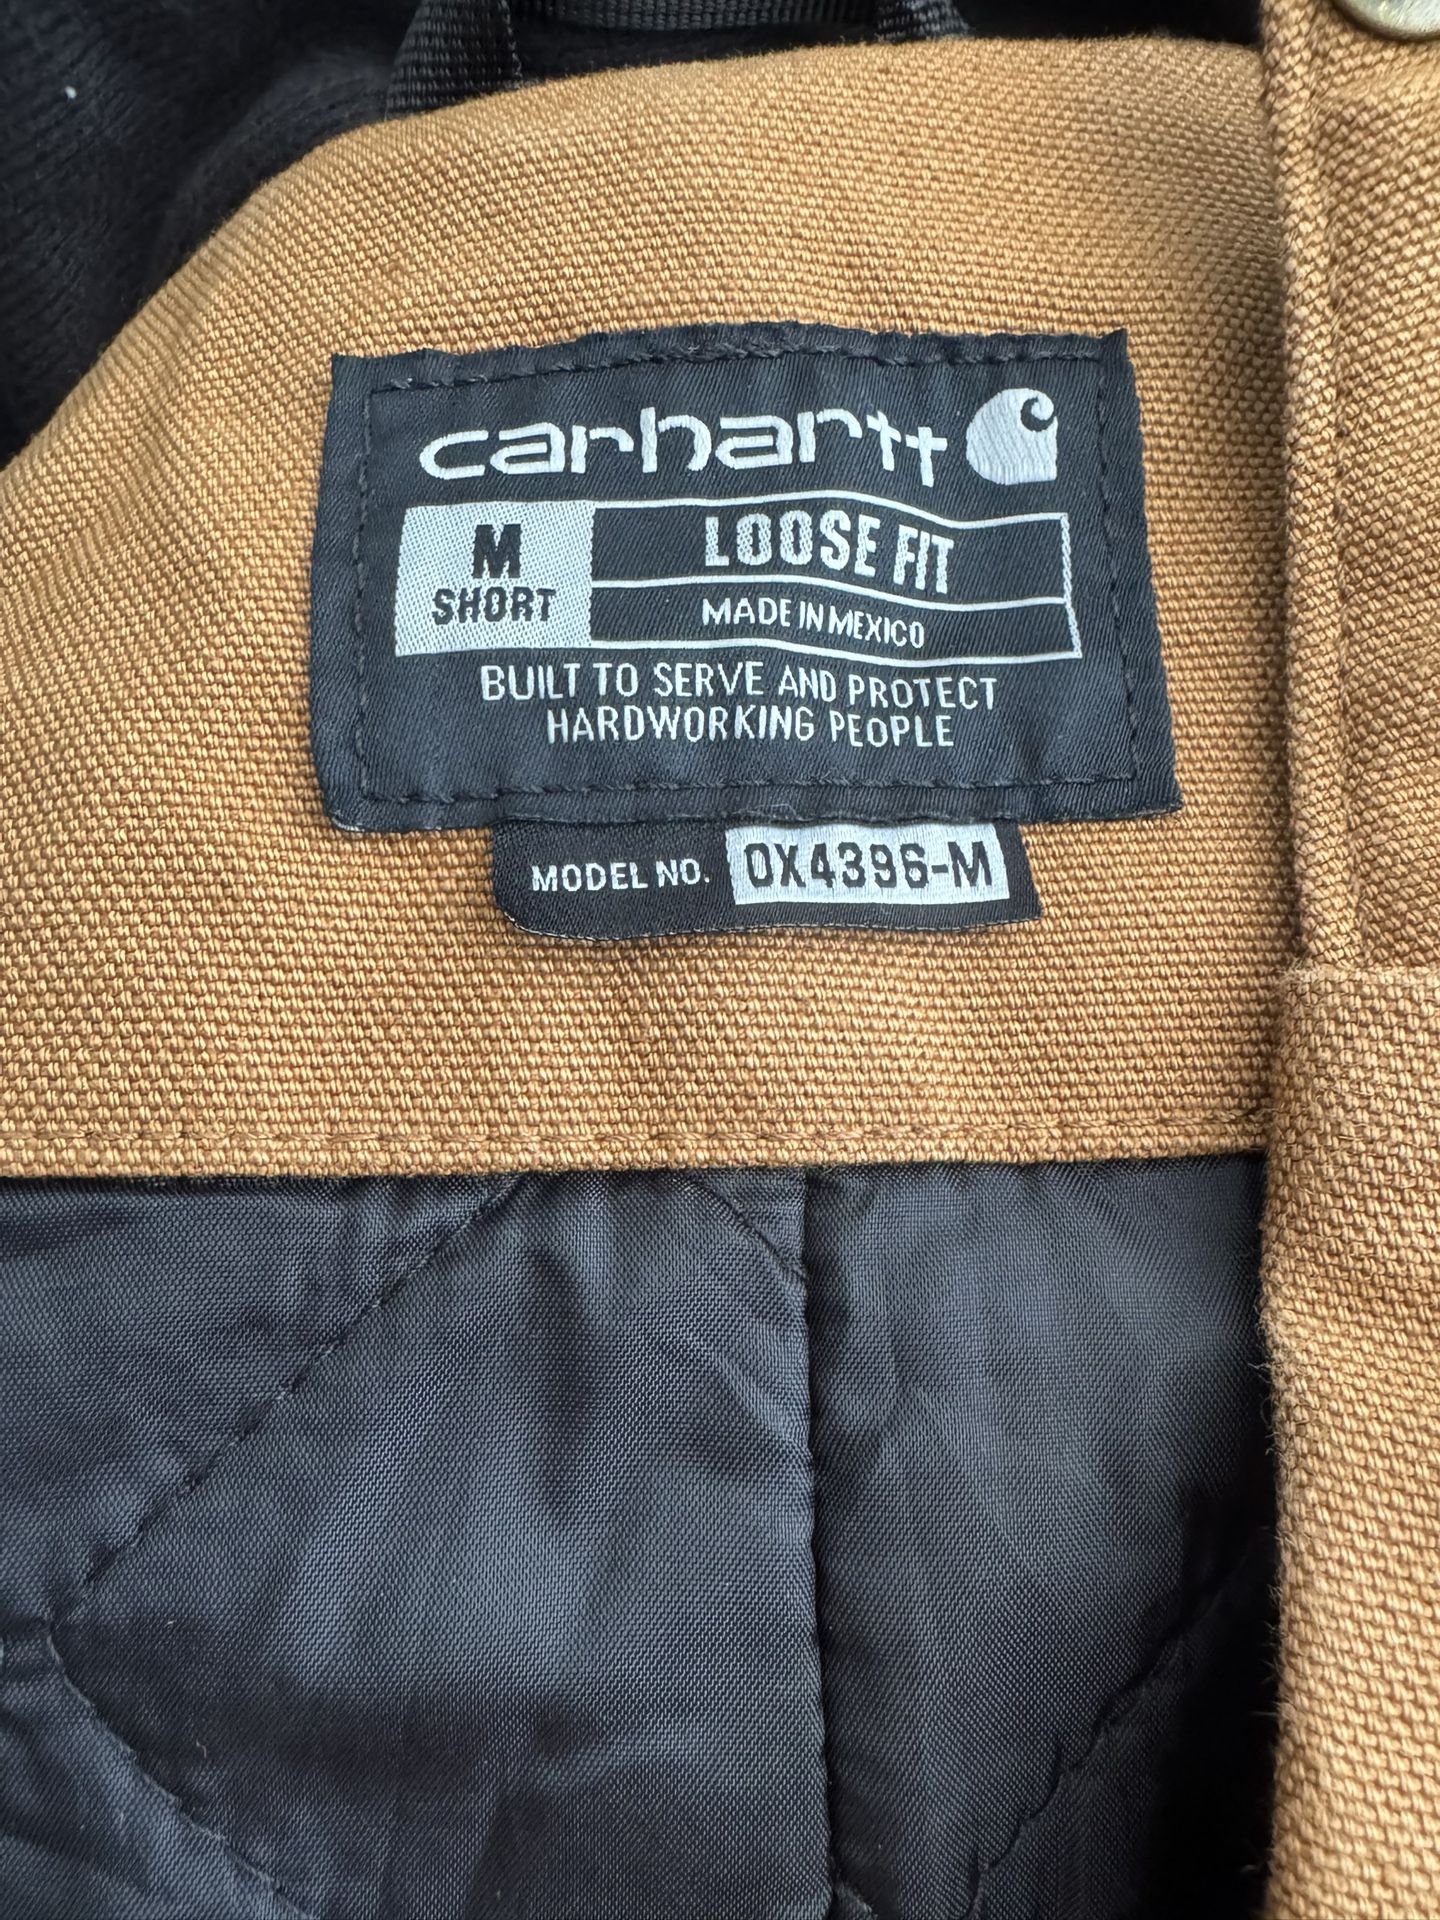 carhartt
M
SHORT
LOOSE FIT
MADE IN MEXICO
BUILT TO SERVE AND PROTECT
HARDWORKING PEOPLE
MODEL NO. OX4396-M